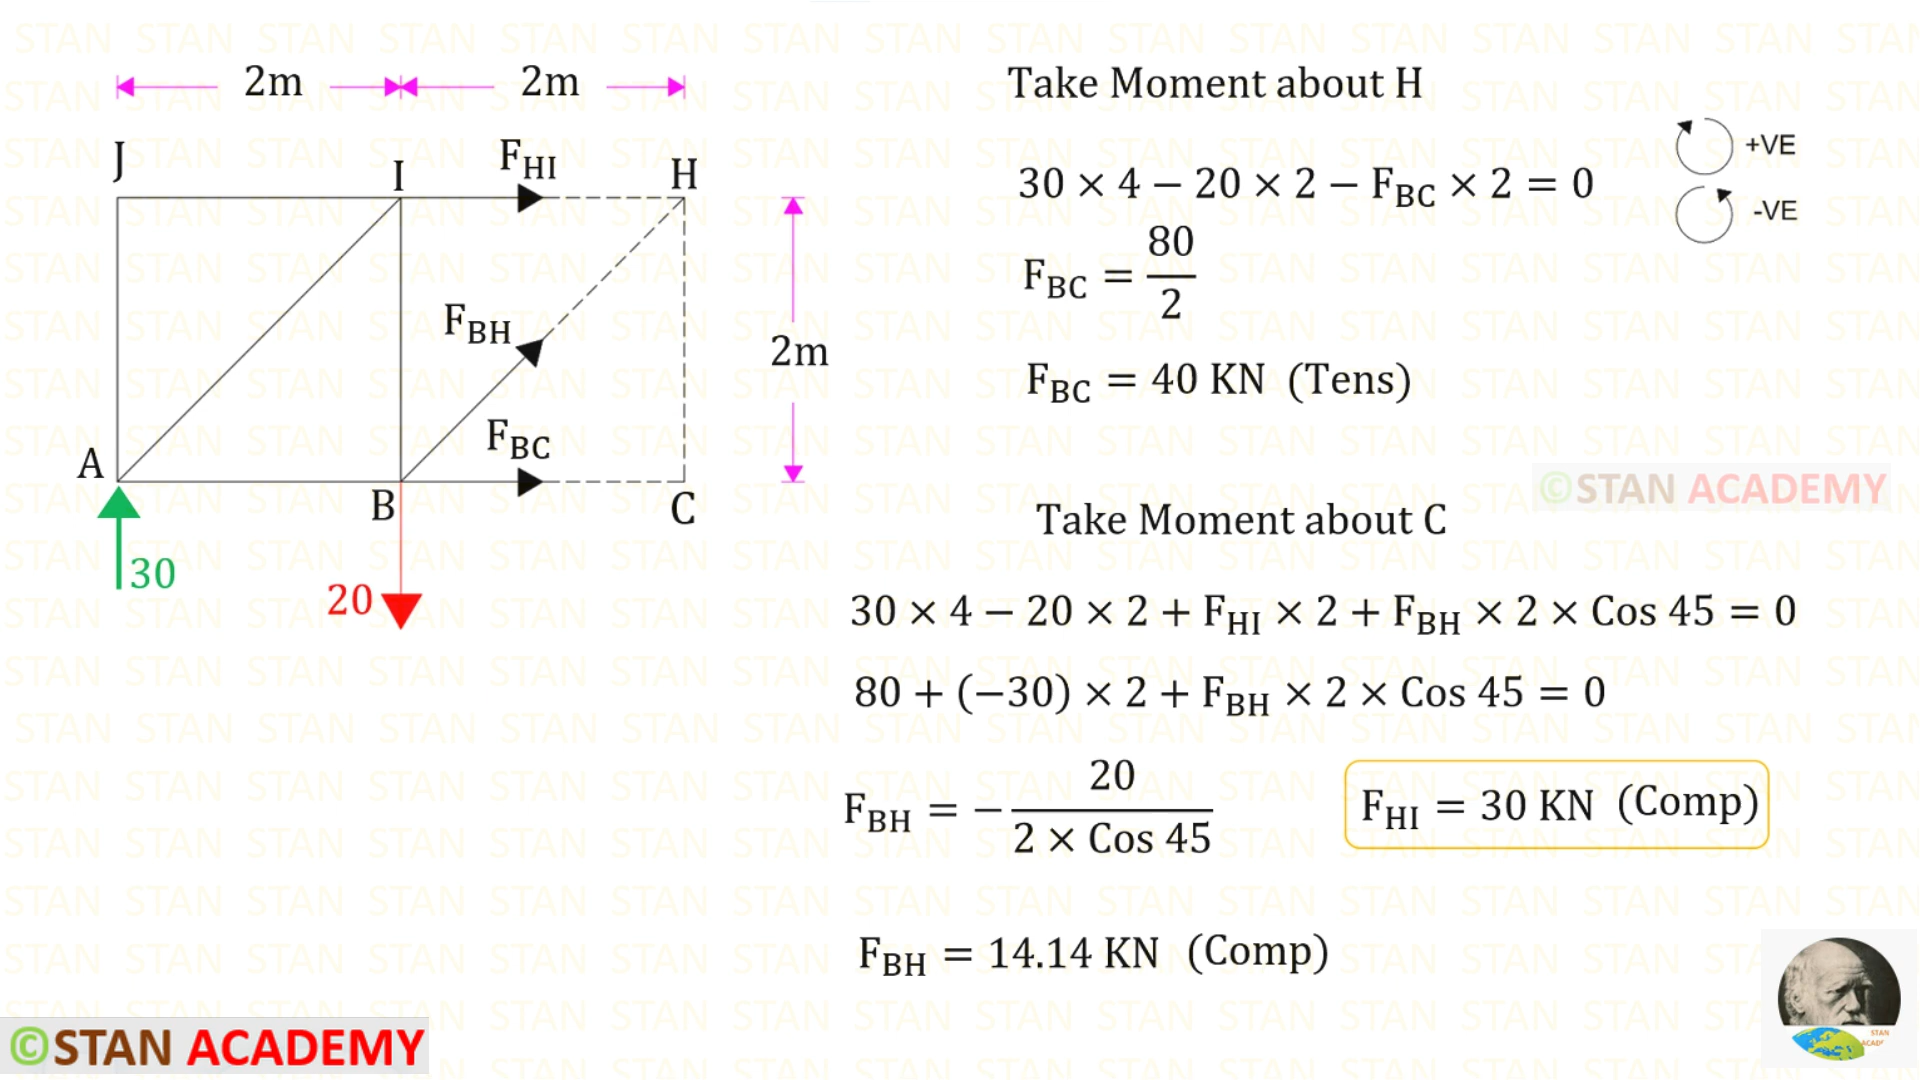 2m 2m
J I F_HI H
F_BH
2m
F_BC
A B C
30
20
Take Moment about H
30 × 4 − 20 × 2 − F_BC × 2 = 0
+VE
-VE
F_BC = 80/2
F_BC = 40 KN (Tens)
©STAN ACADEMY
Take Moment about C
30 × 4 − 20 × 2 + F_HI × 2 + F_BH × 2 × Cos 45 = 0
80 + (−30) × 2 + F_BH × 2 × Cos 45 = 0
F_BH = − 20/(2 × Cos 45)
F_HI = 30 KN (Comp)
F_BH = 14.14 KN (Comp)
©STAN ACADEMY
STAN